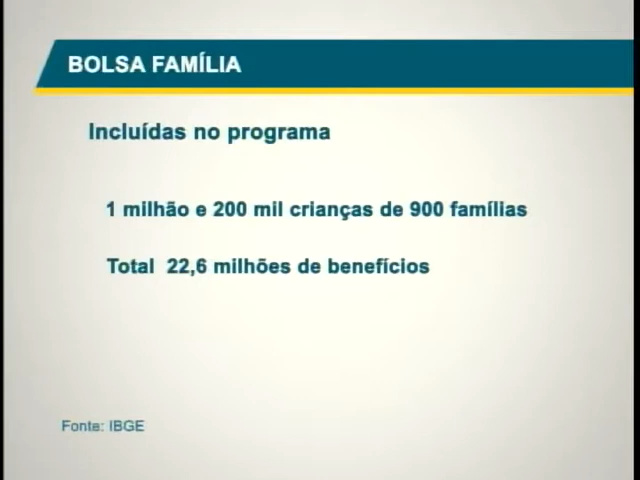 BOLSA FAMÍLIA
Incluídas no programa
1 milhão e 200 mil crianças de 900 famílias
Total 22,6 milhões de benefícios
Fonte: IBGE